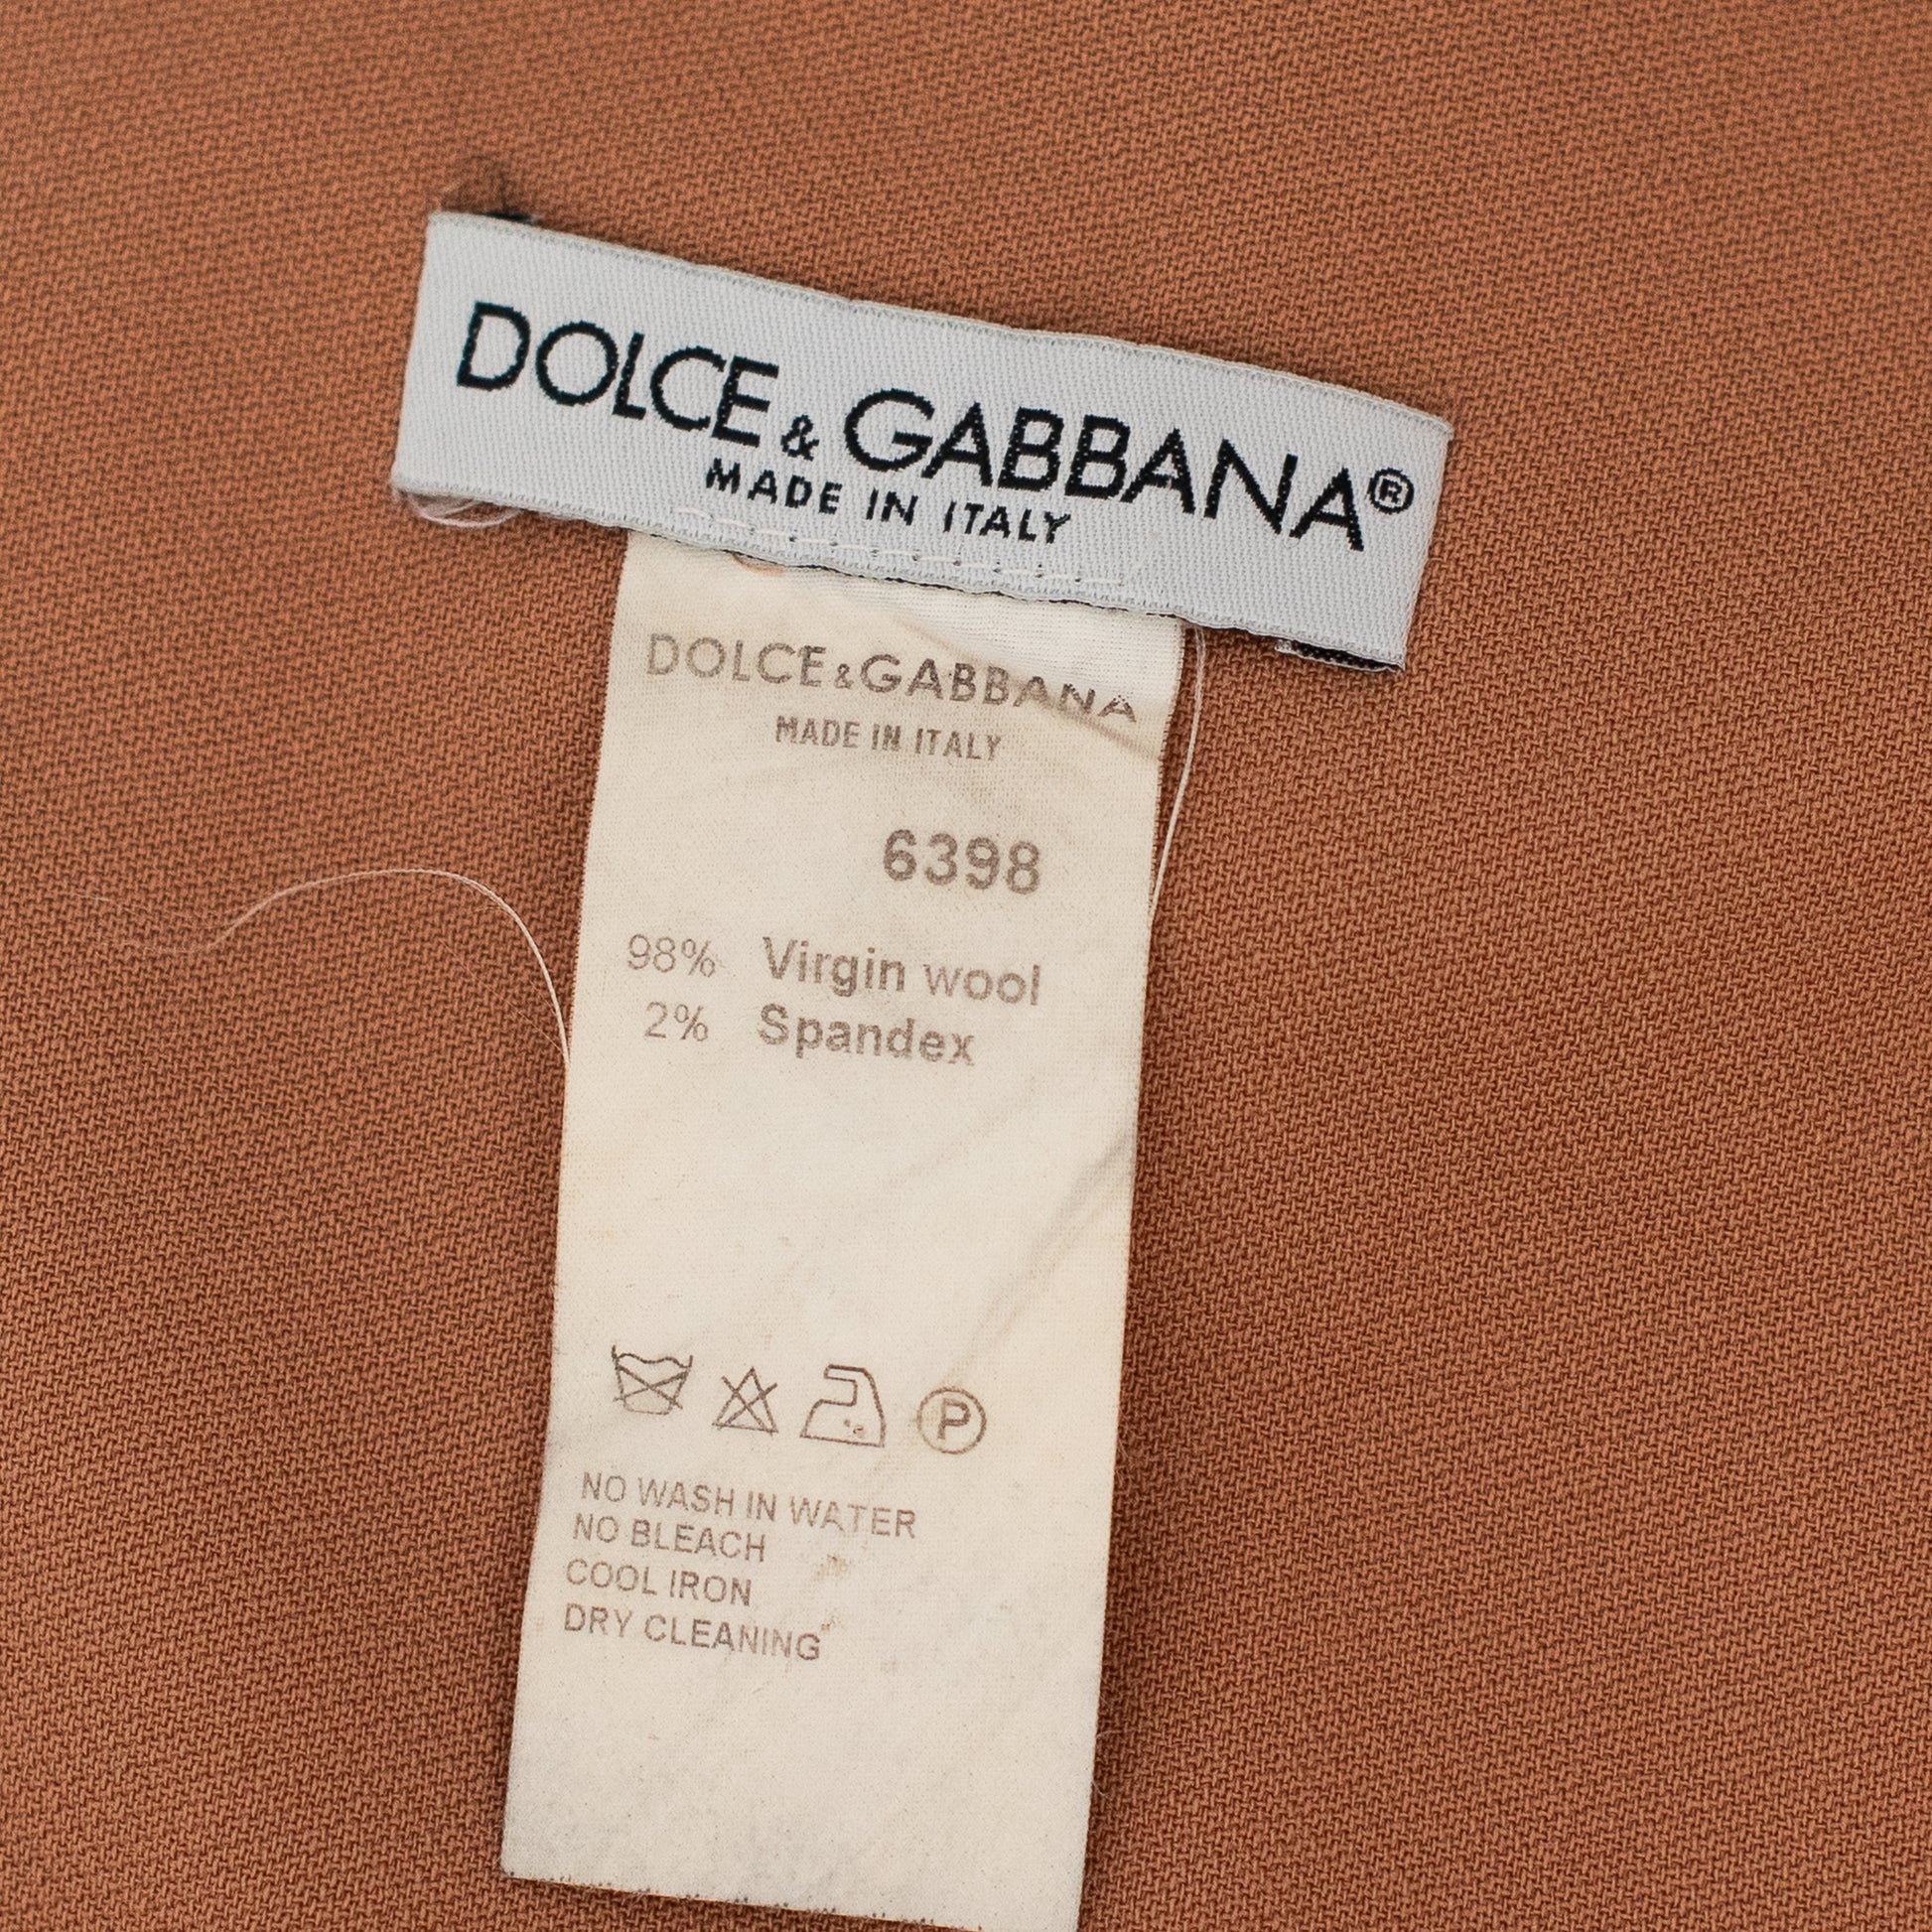 DOLCE & GABBANA®
MADE IN ITALY
DOLCE & GABBANA
MADE IN ITALY
6398
98% Virgin wool
2% Spandex
P
NO WASH IN WATER
NO BLEACH
COOL IRON
DRY CLEANING